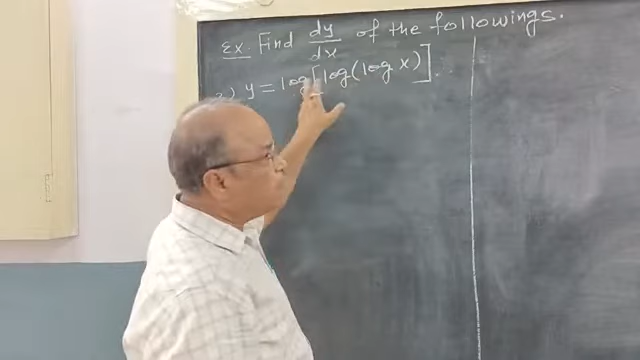 Ex. Find dy/dx of the followings.
y = log[log(log x)]